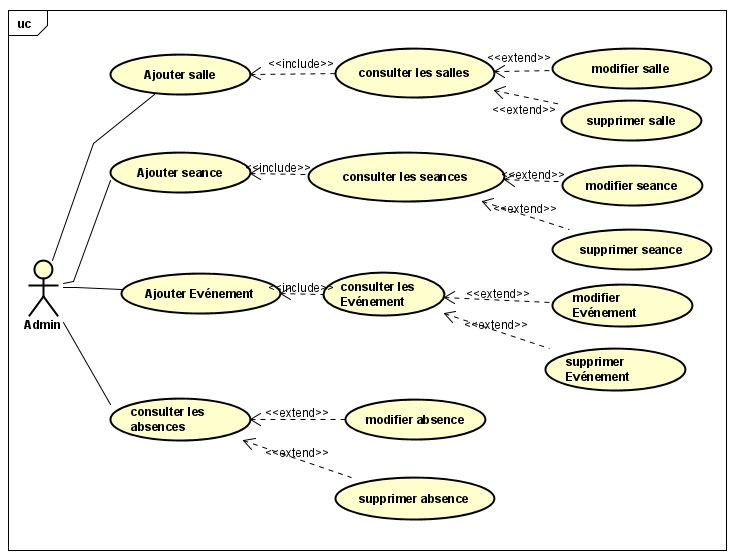 uc
Ajouter salle
<<include>>
consulter les salles
<<extend>>
modifier salle
<<extend>>
supprimer salle
Ajouter seance
<<include>>
consulter les seances
<<extend>>
modifier seance
<<extend>>
supprimer seance
Ajouter Evénement
<<include>>
consulter les
Evénement
<<extend>>
modifier
Evénement
<<extend>>
supprimer
Evénement
Admin
consulter les
absences
<<extend>>
modifier absence
<<extend>>
supprimer absence